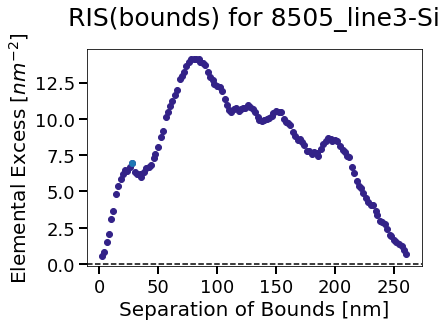 RIS(bounds) for 8505_line3-Si
Elemental Excess [$nm^{-2}$]
12.5
10.0
7.5
5.0
2.5
0.0
0 50 100 150 200 250
Separation of Bounds [nm]